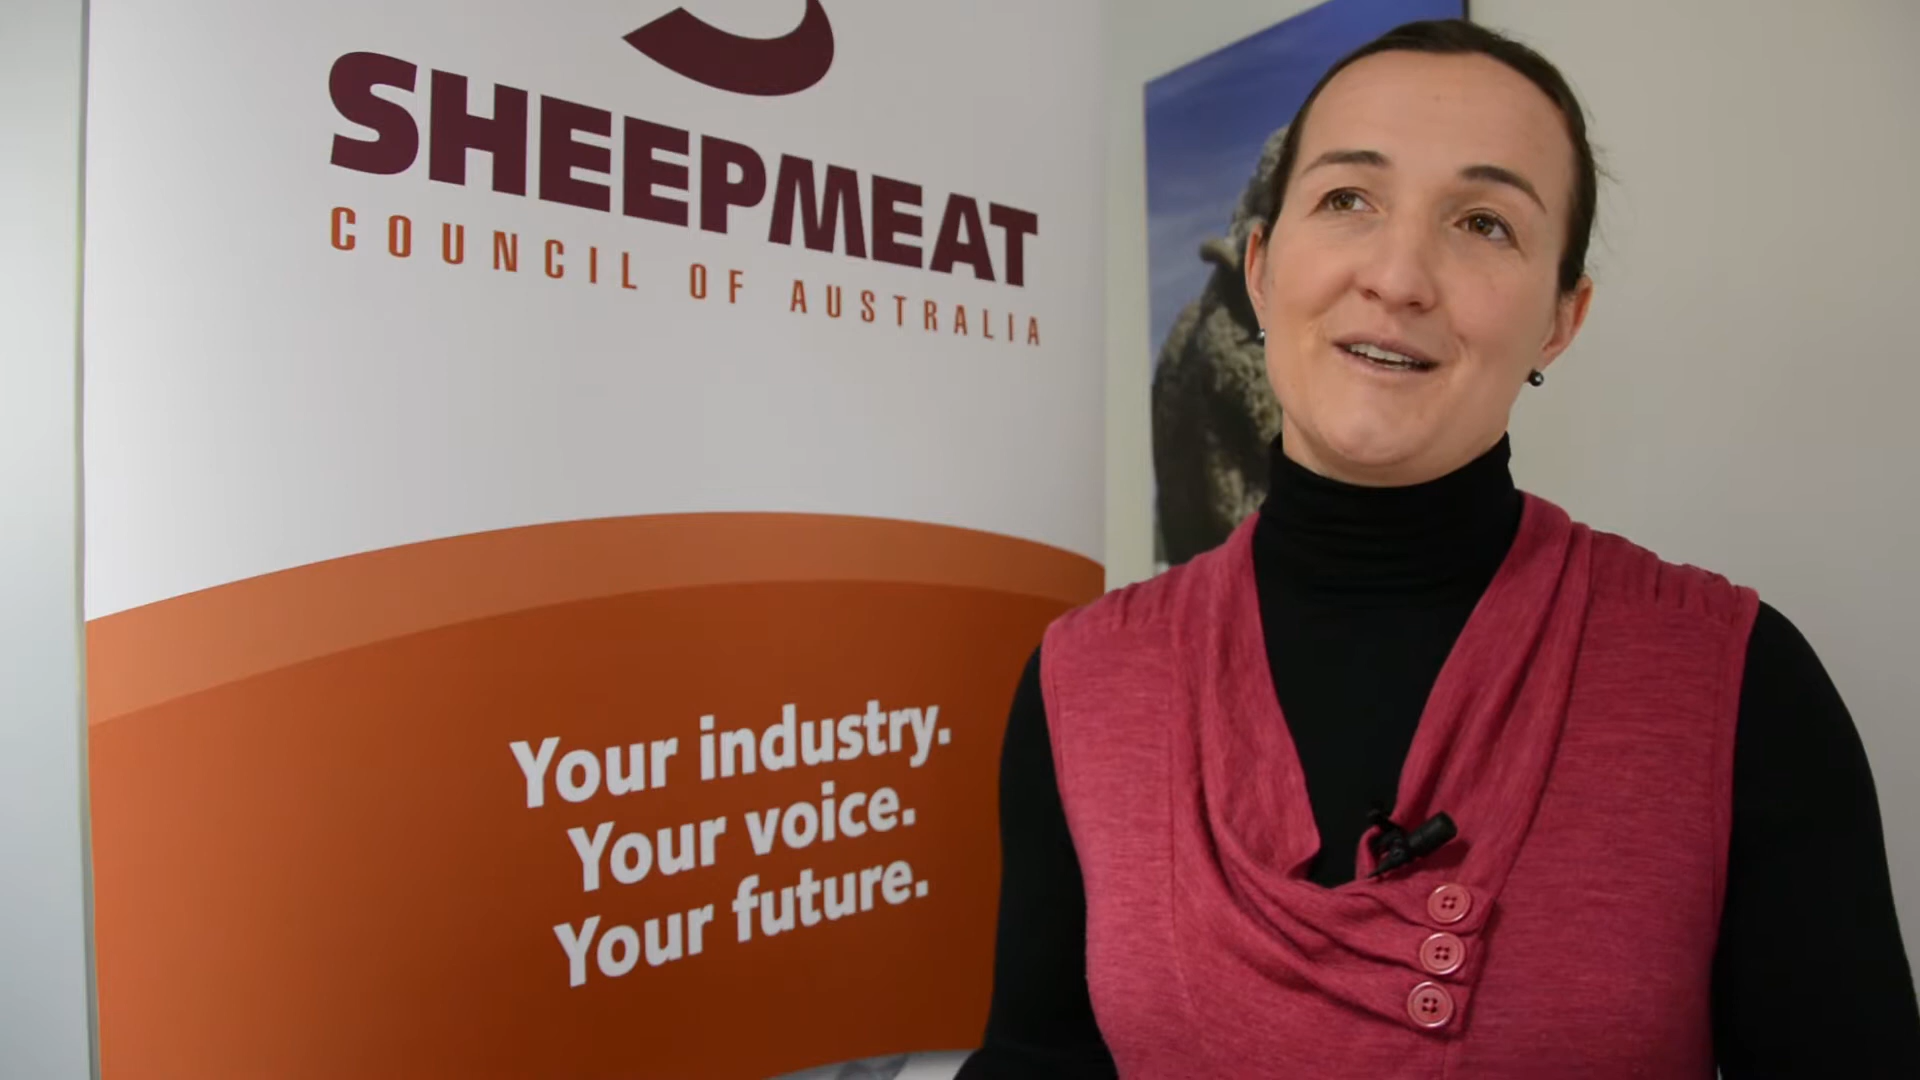 SHEEPMEAT
COUNCIL OF AUSTRALIA
Your industry.
Your voice.
Your future.